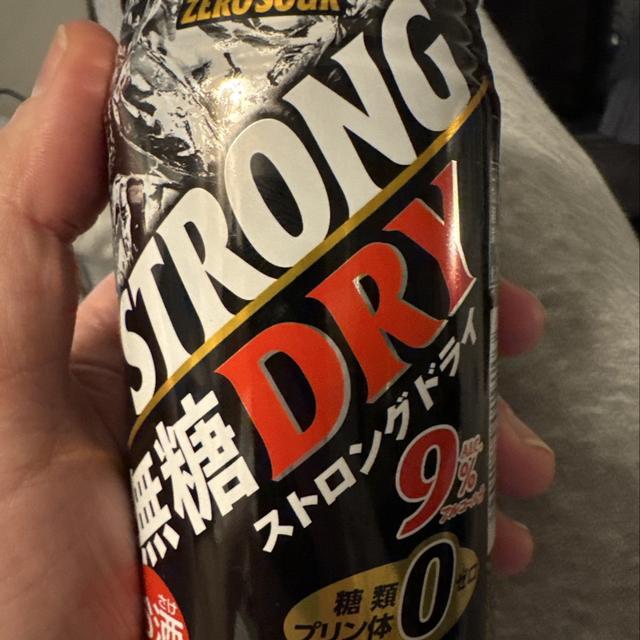 ZERO SOUR
STRONG
DRY
無糖
ストロングドライ
ALC.
9%
糖類
プリン体
0
ゼロ
さけ
酒